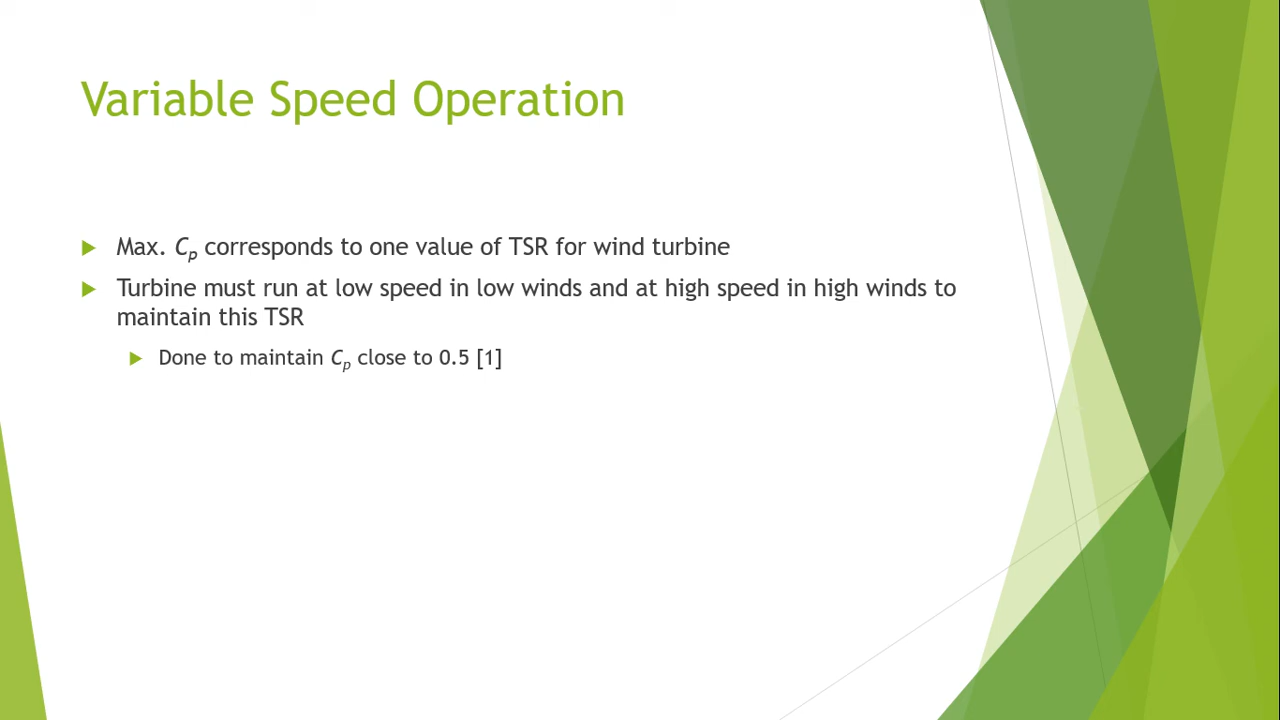 Variable Speed Operation
Max. Cp corresponds to one value of TSR for wind turbine
Turbine must run at low speed in low winds and at high speed in high winds to
maintain this TSR
Done to maintain Cp close to 0.5 [1]